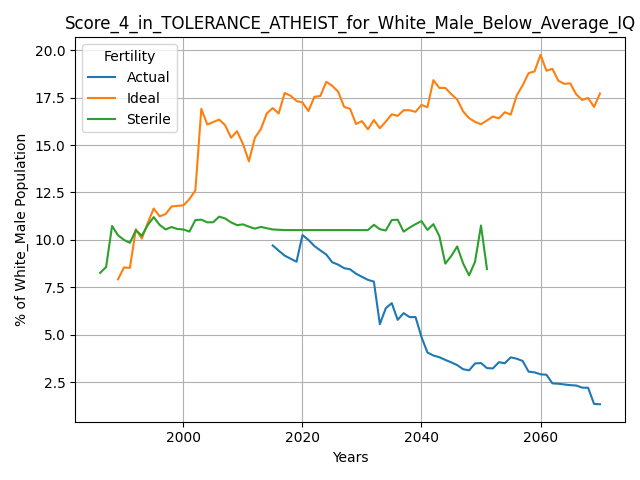 Score_4_in_TOLERANCE_ATHEIST_for_White_Male_Below_Average_IQ
Fertility
Actual
Ideal
Sterile
% of White_Male Population
20.0
17.5
15.0
12.5
10.0
7.5
5.0
2.5
2000
2020
2040
2060
Years